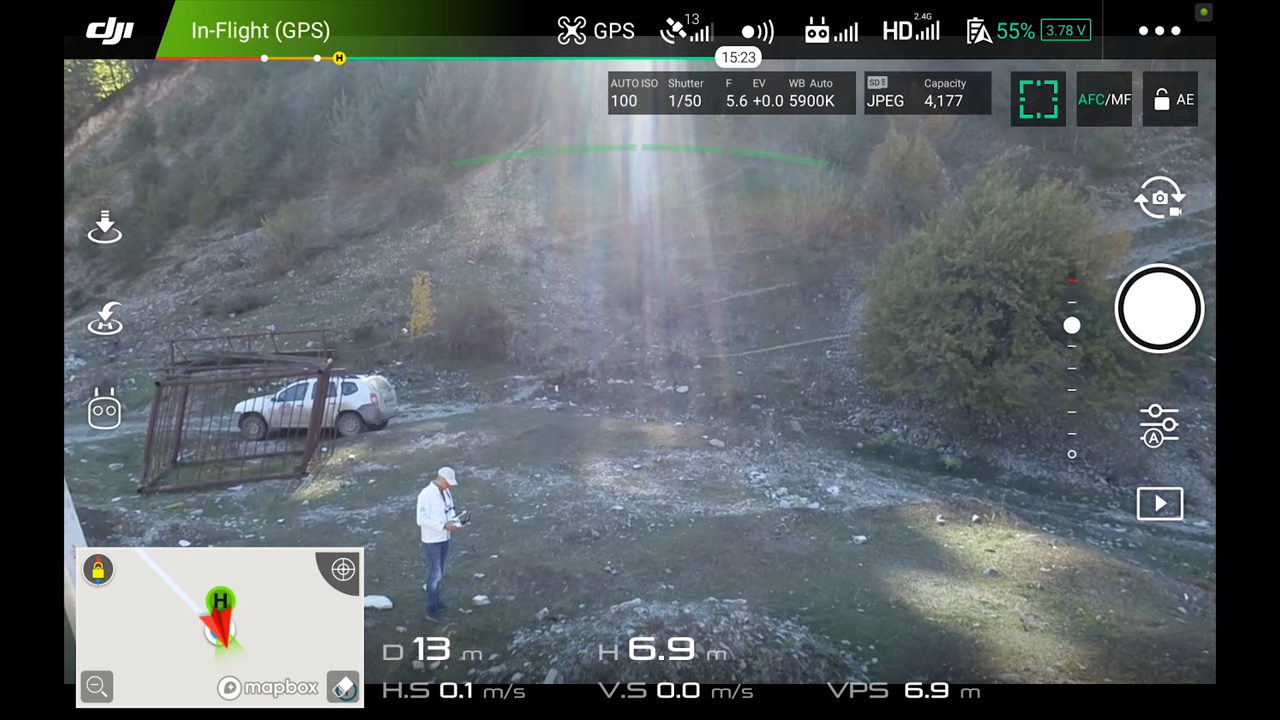 dji
In-Flight (GPS)
GPS
13
HD
2.4G
55%
3.78 V
H
15:23
AUTO ISO Shutter F EV WB Auto
100 1/50 5.6 +0.0 5900K
SD
JPEG
Capacity
4,177
AFC/MF
AE
H
A
H
mapbox
D 13 m
H 6.9 m
H.S 0.1 m/s
V.S 0.0 m/s
VPS 6.9 m